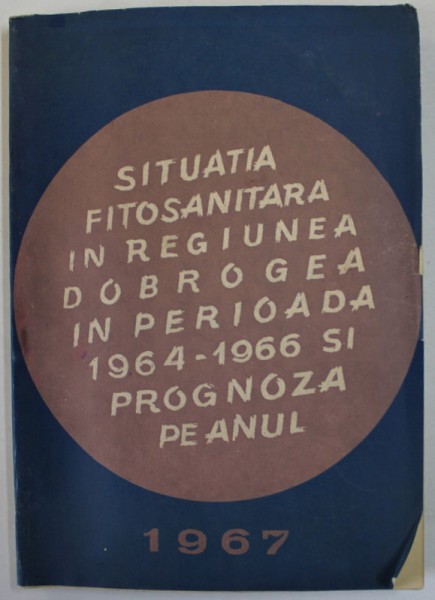 SITUATIA
FITOSANITARA
IN REGIUNEA
DOBROGEA
IN PERIOADA
1964-1966 SI
PROGNOZA
PE ANUL
1967